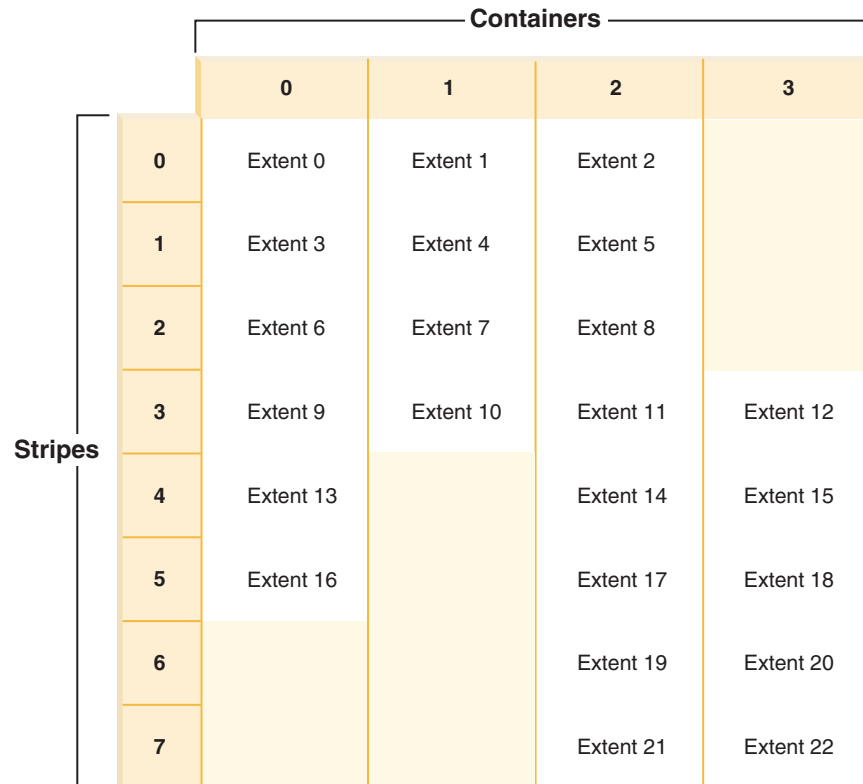 Containers
0 1 2 3
0 Extent 0 Extent 1 Extent 2
1 Extent 3 Extent 4 Extent 5
2 Extent 6 Extent 7 Extent 8
3 Extent 9 Extent 10 Extent 11 Extent 12
Stripes
4 Extent 13 Extent 14 Extent 15
5 Extent 16 Extent 17 Extent 18
6 Extent 19 Extent 20
7 Extent 21 Extent 22